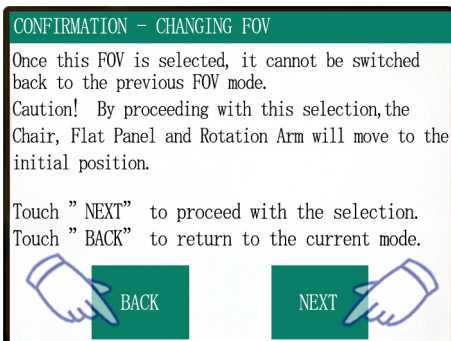 CONFIRMATION - CHANGING FOV
Once this FOV is selected, it cannot be switched
back to the previous FOV mode.
Caution! By proceeding with this selection,the
Chair, Flat Panel and Rotation Arm will move to the
initial position.
Touch ” NEXT” to proceed with the selection.
Touch ” BACK” to return to the current mode.
BACK NEXT